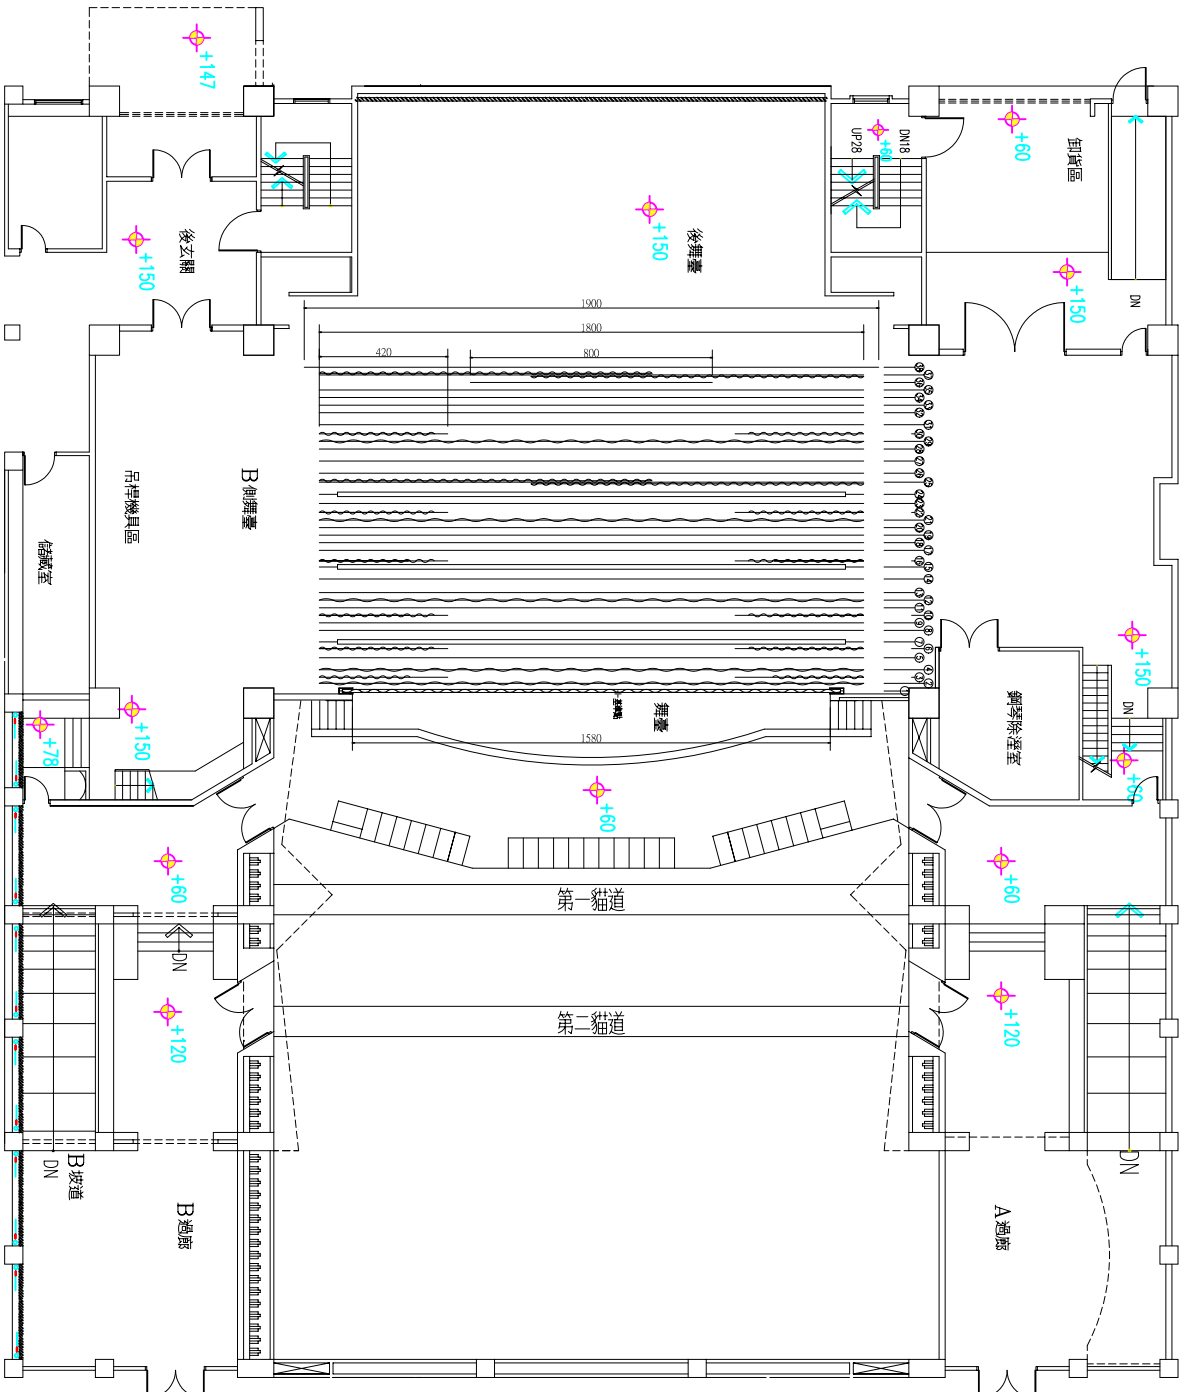 +147
DN18
UP28
+60
+60
卸貨區
後舞臺
+150
後玄關
+150
+150
DN
1900
1800
420
800
B側舞臺
吊桿機具區
儲藏室
+150
DN
鋼琴除溼室
+60
舞臺
基準點
1580
+150
+78
+60
+60
+60
第一貓道
DN
+120
+120
第二貓道
DN
DN
B坡道
B過廊
A過廊